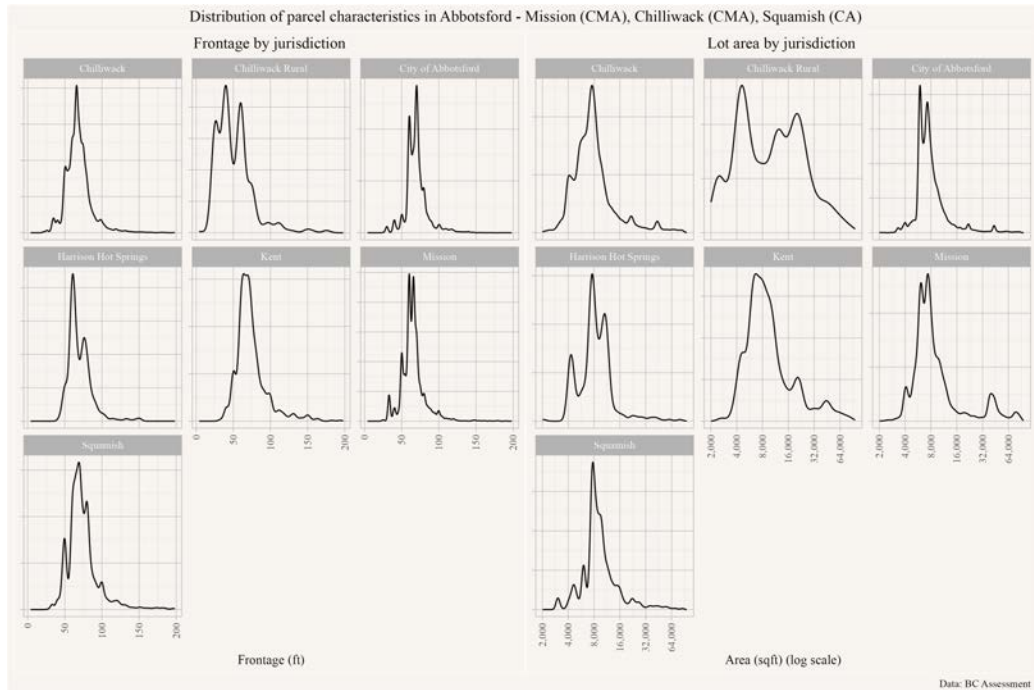 Distribution of parcel characteristics in Abbotsford - Mission (CMA), Chilliwack (CMA), Squamish (CA)
Frontage by jurisdiction
Chilliwack Chilliwack Rural City of Abbotsford
Harrison Hot Springs Kent Mission
Squamish
0 50 100 150 200
0 50 100 150 200
0 50 100 150 200
Frontage (ft)
Lot area by jurisdiction
Chilliwack Chilliwack Rural City of Abbotsford
Harrison Hot Springs Kent Mission
2,000 4,000 8,000 16,000 32,000 64,000
2,000 4,000 8,000 16,000 32,000 64,000
Squamish
2,000 4,000 8,000 16,000 32,000 64,000
Area (sqft) (log scale)
Data: BC Assessment